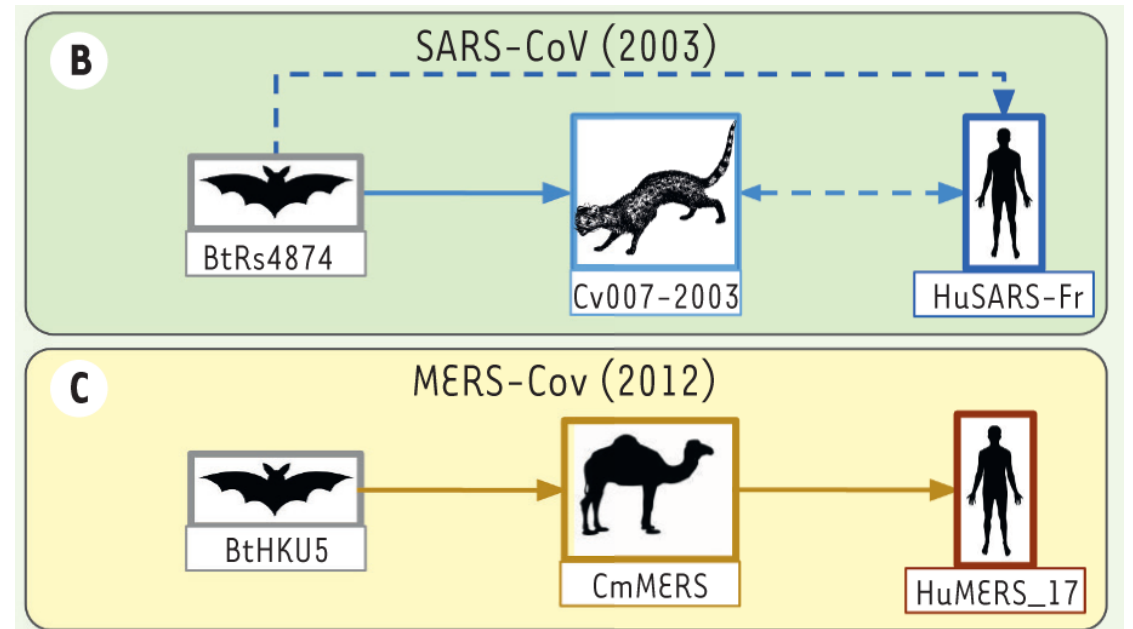 B
SARS-CoV (2003)
BtRs4874
Cv007-2003
HuSARS-Fr
C
MERS-Cov (2012)
BtHKU5
CmMERS
HuMERS_17